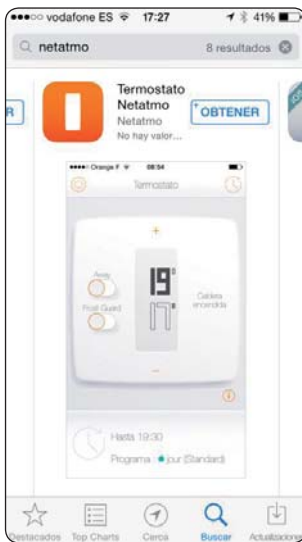 vodafone ES 17:27 41%
netatmo 8 resultados
R
Termostato
Netatmo
Netatmo
No hay valor...
+OBTENER
Orange F 08:54
Termostato
+
Away
19°
Caldera
encendida
Frost-Guard
17°
-
Hasta 19:30
Programa : jour (Standard)
Destacados Top Charts Cerca Buscar Actualizacione